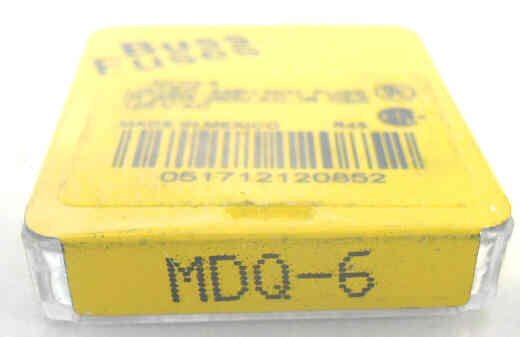 Buss
Fuses
MADE IN MEXICO
051712120852
MDQ-6